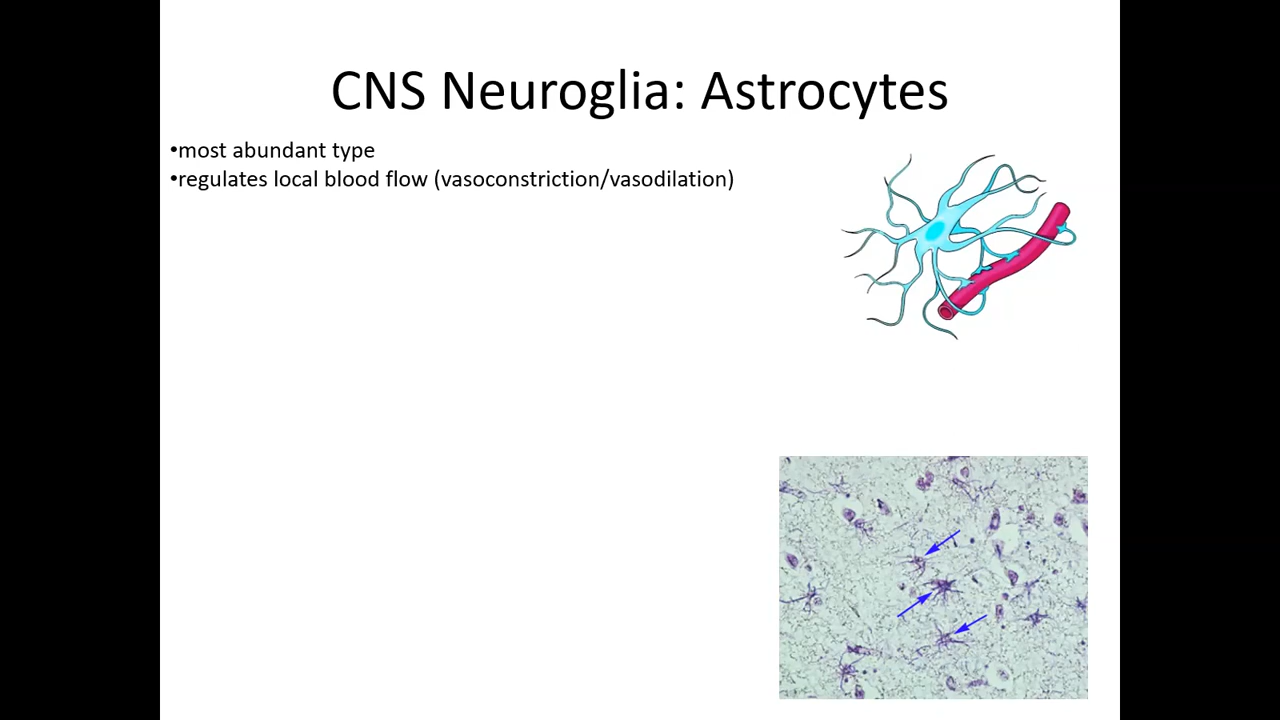 CNS Neuroglia: Astrocytes
•most abundant type
•regulates local blood flow (vasoconstriction/vasodilation)